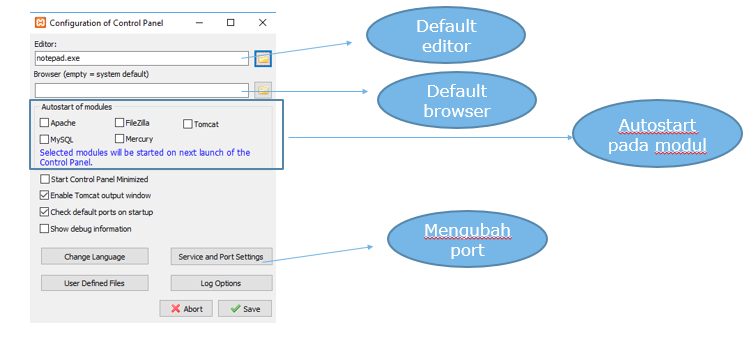 Configuration of Control Panel
Editor:
notepad.exe
Browser (empty = system default)
Autostart of modules
Apache
FileZilla
Tomcat
MySQL
Mercury
Selected modules will be started on next launch of the
Control Panel.
Start Control Panel Minimized
Enable Tomcat output window
Check default ports on startup
Show debug information
Change Language
Service and Port Settings
User Defined Files
Log Options
Abort
Save
Default
editor
Default
browser
Autostart
pada modul
Mengubah
port